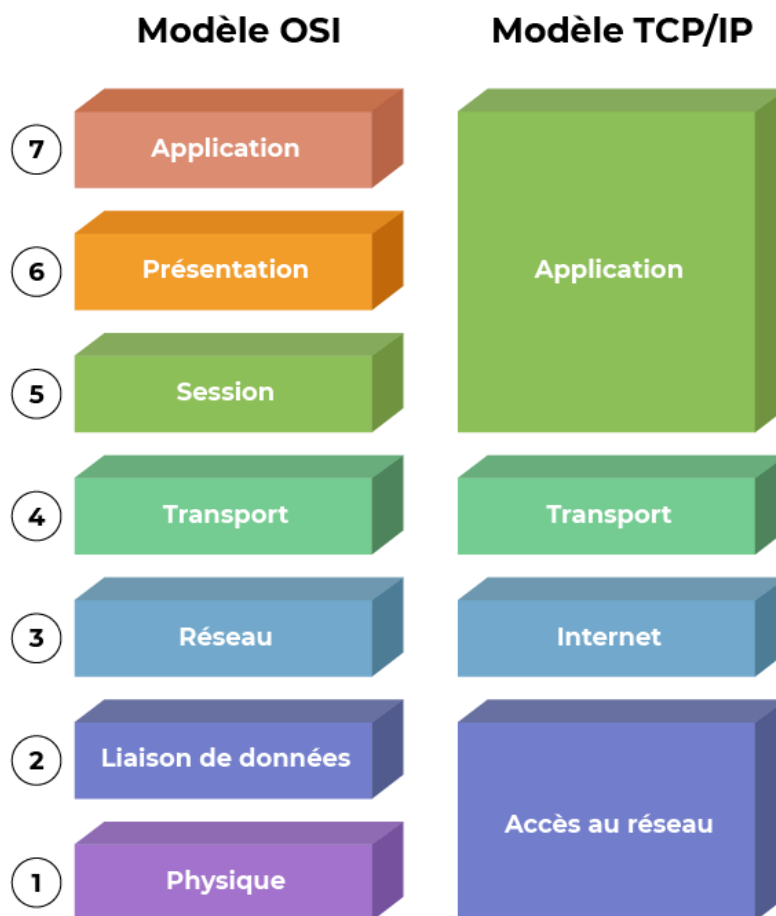 Modèle OSI
Modèle TCP/IP
7
Application
6
Présentation
Application
5
Session
4
Transport
Transport
3
Réseau
Internet
2
Liaison de données
Accès au réseau
1
Physique